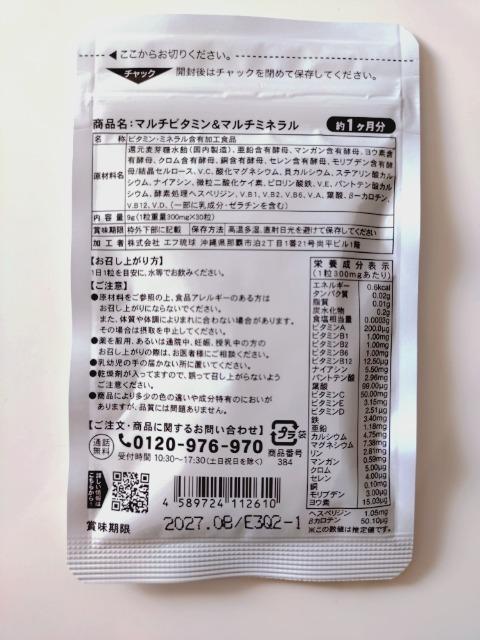 ◀ ここからお切りください。
チャック 開封後はチャックを閉めて保存してください。
商品名:マルチビタミン&マルチミネラル 約1ヶ月分
名称 ビタミン・ミネラル含有加工食品
原材料名 還元麦芽糖水飴(国内製造)、亜鉛含有酵母、マンガン含有酵母、ヨウ素含
有酵母、クロム含有酵母、銅含有酵母、セレン含有酵母、モリブデン含有酵
母/結晶セルロース、V.C、酸化マグネシウム、貝カルシウム、ステアリン酸カル
シウム、ナイアシン、微粒二酸化ケイ素、ピロリン酸鉄、V.E、パントテン酸カ
ルシウム、酵素処理ヘスペリジン、V.B1、V.B2、V.B6、V.A、葉酸、β-カロテン、
V.B12、V.D、(一部に乳成分・ゼラチンを含む)
内容量 9g(1粒重量300mg×30粒)
賞味期限 枠外下部に記載 保存方法 高温多湿、直射日光を避けて保存してください
加工者 株式会社 エフ琉球 沖縄県那覇市泊2丁目1番21号尚平ビル1階
【お召し上がり方】
1日1粒を目安に、水等でお飲みください。
【ご注意】
●原材料をご参照の上、食品アレルギーのある方は
お召し上がりにならないでください。
また、体質や体調によりまれに合わない場合がありますが、
その場合は摂取を中止してください。
●薬を服用、あるいは通院中、妊娠、授乳中の方の
お召し上がりの際は、お医者様にご相談ください。
●乳幼児の手の届かない所に置いてください。
●乾燥剤が入ってますので、誤って召し上がらないよう
ご注意ください。
●商品により多少の色の違いや成分特有のにおいが
ありますが、品質には問題ありません。
【ご注文・商品に関するお問い合わせ】
通話無料 0120-976-970
受付時間 10:30〜17:30(土日祝日を除く)
プラ 袋
商品番号
384
栄養成分表示
(1粒300mgあたり)
エネルギー 0.6kcal
タンパク質 0.02g
脂質 0.01g
炭水化物 0.2g
食塩相当量 0.0003g
ビタミンA 200.0μg
ビタミンB1 1.00mg
ビタミンB2 1.00mg
ビタミンB6 1.00mg
ビタミンB12 12.50μg
ナイアシン 5.50mg
パントテン酸 2.96mg
葉酸 99.00μg
ビタミンC 50.00mg
ビタミンE 3.15mg
ビタミンD 2.51μg
鉄 3.40mg
亜鉛 1.18mg
カルシウム 4.75mg
マグネシウム 7.38mg
リン 2.81mg
マンガン 0.59mg
クロム 5.00μg
セレン 4.00μg
銅 0.10mg
モリブデン 3.00μg
ヨウ素 15.03μg
ヘスペリジン 1.05mg
βカロテン 50.10μg
※この数値は推定値です。
詳しい情報は
こちらから!
4 589724 112610
賞味期限 2027.08/E3Q2-1